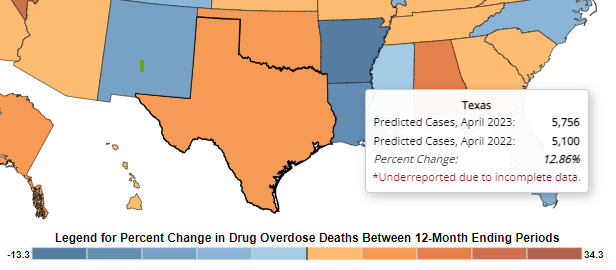 Texas
Predicted Cases, April 2023: 5,756
Predicted Cases, April 2022: 5,100
Percent Change: 12.86%
*Underreported due to incomplete data.
Legend for Percent Change in Drug Overdose Deaths Between 12-Month Ending Periods
-13.3 34.3